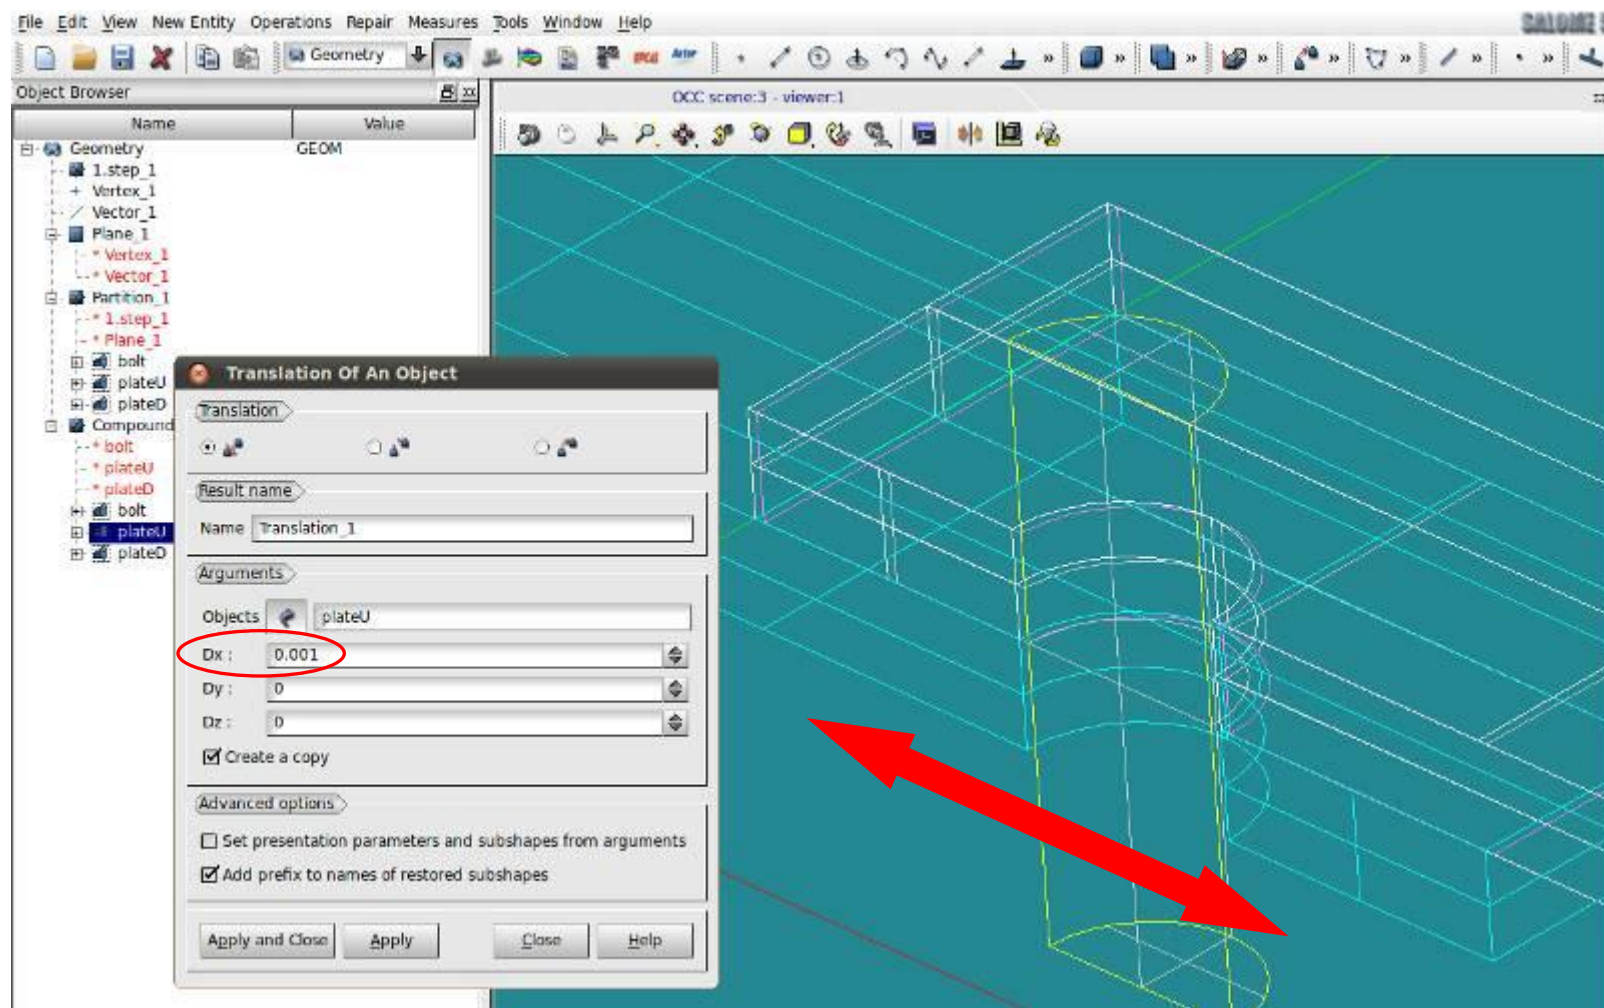 File Edit View New Entity Operations Repair Measures Tools Window Help
Geometry
Object Browser
OCC scene:3 - viewer:1
Name Value
Geometry GEOM
1.step_1
Vertex_1
Vector_1
Plane_1
* Vertex_1
* Vector_1
Partition_1
* 1.step_1
* Plane_1
bolt
plateU
plateD
Compound
* bolt
* plateU
* plateD
bolt
plateU
plateD
Translation Of An Object
Translation
Result name
Name Translation_1
Arguments
Objects plateU
Dx : 0.001
Dy : 0
Dz : 0
Create a copy
Advanced options
Set presentation parameters and subshapes from arguments
Add prefix to names of restored subshapes
Apply and Close Apply Close Help